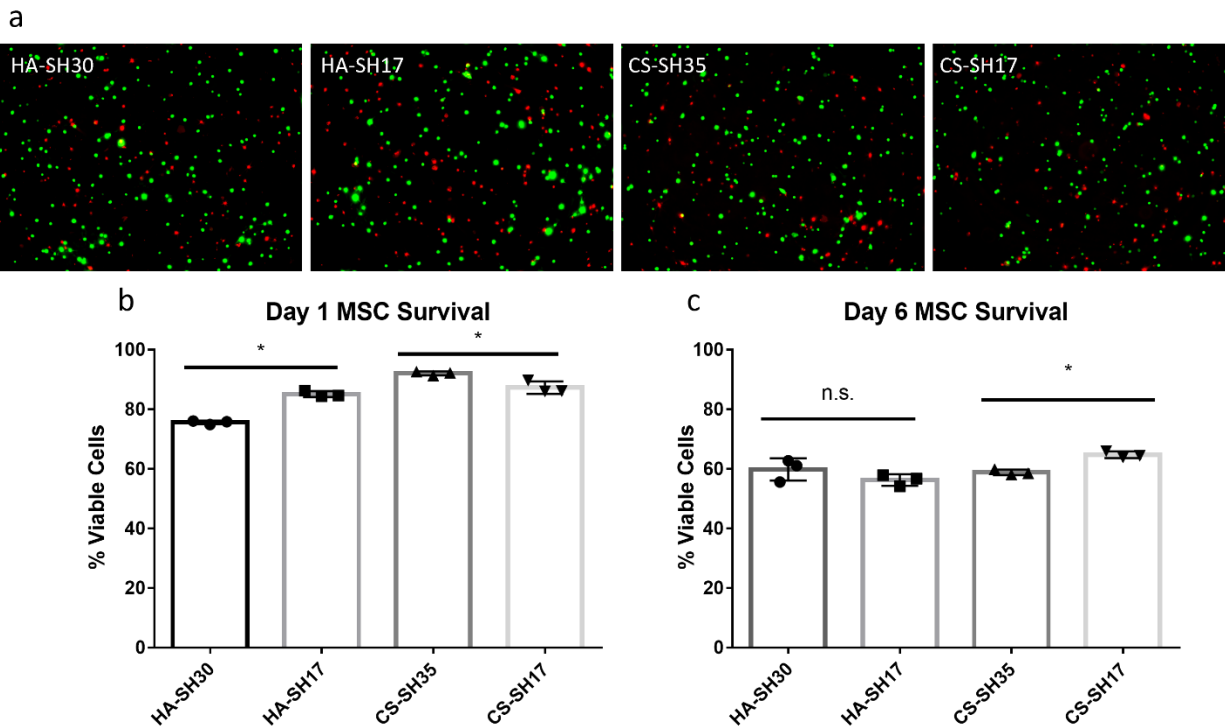 a
HA-SH30
HA-SH17
CS-SH35
CS-SH17
b
Day 1 MSC Survival
% Viable Cells
100
80
60
40
20
0
*
*
HA-SH30
HA-SH17
CS-SH35
CS-SH17
c
Day 6 MSC Survival
% Viable Cells
100
80
60
40
20
0
n.s.
*
HA-SH30
HA-SH17
CS-SH35
CS-SH17